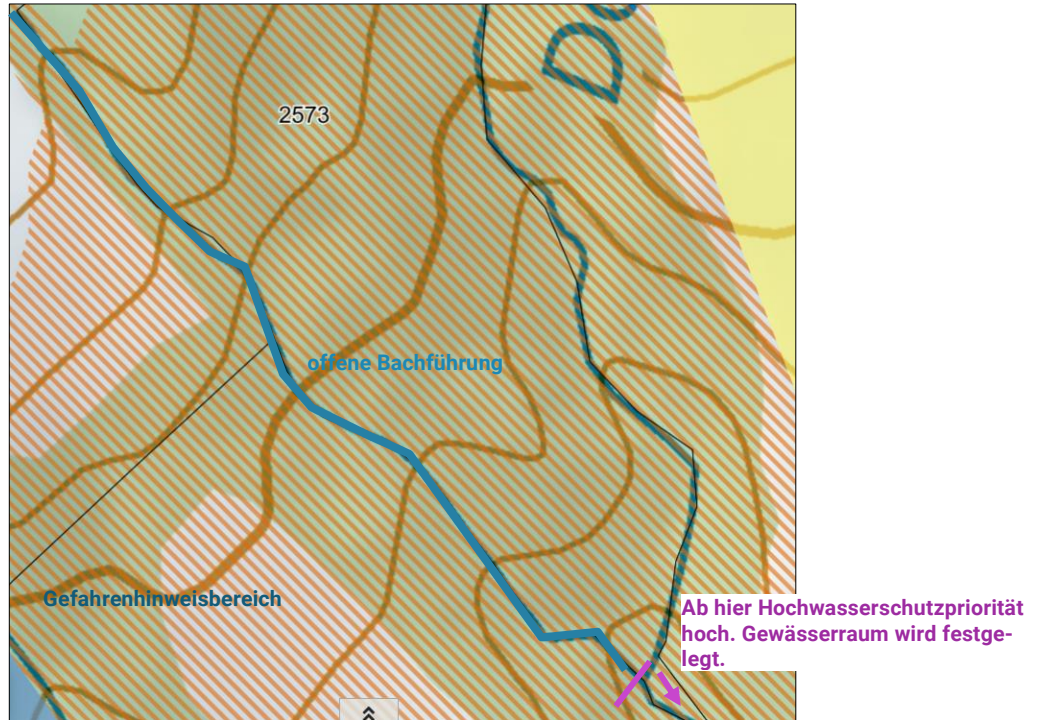 2573
offene Bachführung
Gefahrenhinweisbereich
Ab hier Hochwasserschutzpriorität
hoch. Gewässerraum wird festge-
legt.